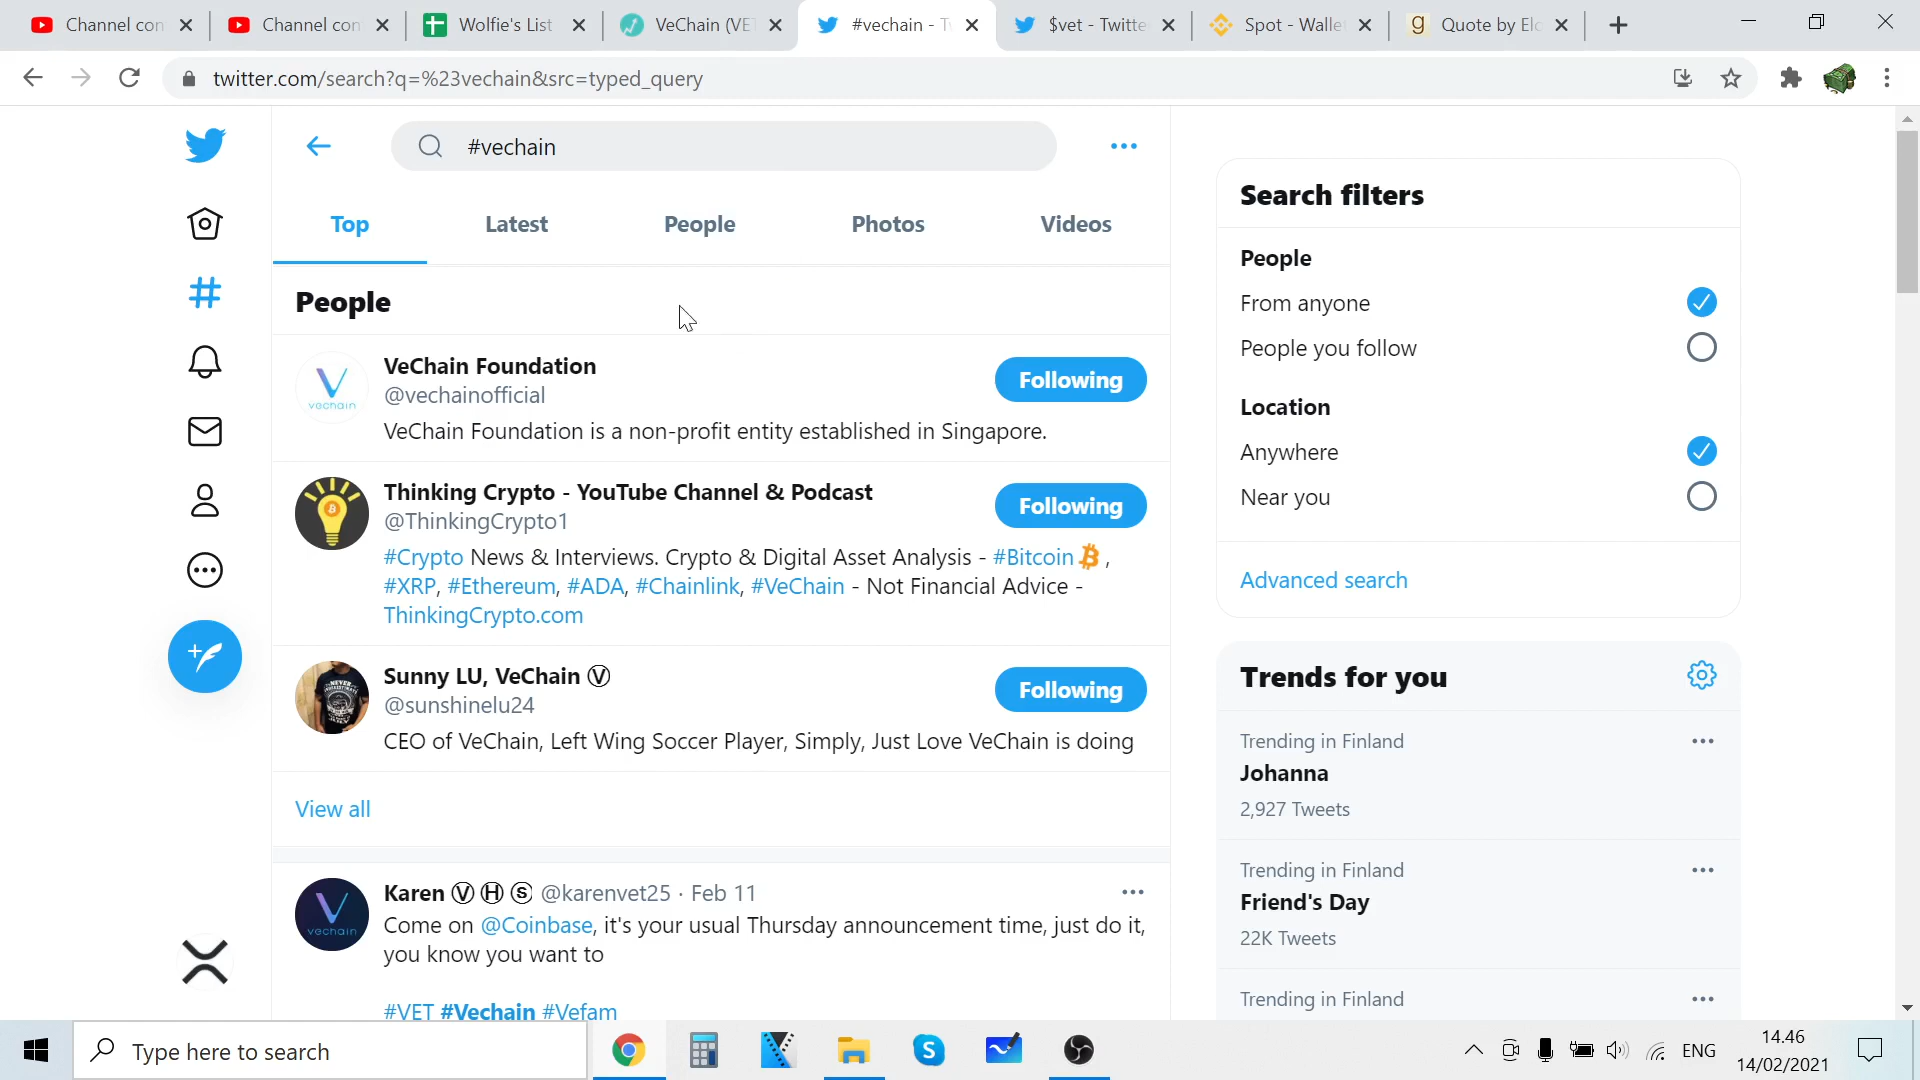 Channel con
Channel con
Wolfie's List
VeChain (VET
#vechain - T
$vet - Twitte
Spot - Walle
Quote by Elo
twitter.com/search?q=%23vechain&src=typed_query
#vechain
Top
Latest
People
Photos
Videos
People
VeChain Foundation
@vechainofficial
Following
VeChain Foundation is a non-profit entity established in Singapore.
Thinking Crypto - YouTube Channel & Podcast
@ThinkingCrypto1
Following
#Crypto News & Interviews. Crypto & Digital Asset Analysis - #Bitcoin ,
#XRP, #Ethereum, #ADA, #Chainlink, #VeChain - Not Financial Advice -
ThinkingCrypto.com
Sunny LU, VeChain Ⓥ
@sunshinelu24
Following
CEO of VeChain, Left Wing Soccer Player, Simply, Just Love VeChain is doing
View all
Karen Ⓥ Ⓗ Ⓢ @karenvet25 · Feb 11
Come on @Coinbase, it's your usual Thursday announcement time, just do it,
you know you want to
#VET #Vechain #Vefam
vechain
vechain
Search filters
People
From anyone
People you follow
Location
Anywhere
Near you
Advanced search
Trends for you
Trending in Finland
Johanna
2,927 Tweets
Trending in Finland
Friend's Day
22K Tweets
Trending in Finland
Type here to search
ENG
14.46
14/02/2021